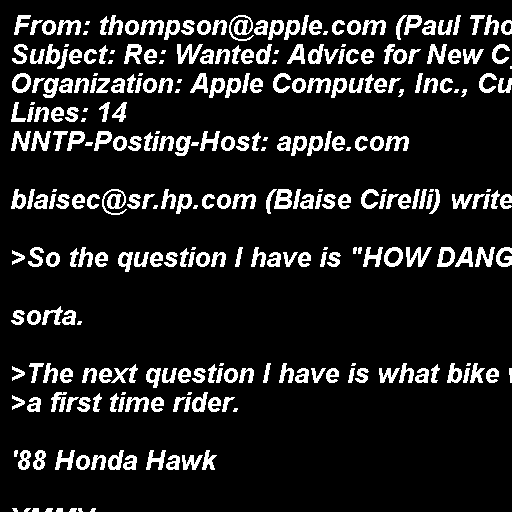 From: thompson@apple.com (Paul Tho
Subject: Re: Wanted: Advice for New C
Organization: Apple Computer, Inc., Cu
Lines: 14
NNTP-Posting-Host: apple.com
blaisec@sr.hp.com (Blaise Cirelli) write
>So the question I have is "HOW DANG
sorta.
>The next question I have is what bike
>a first time rider.
'88 Honda Hawk
YMMV